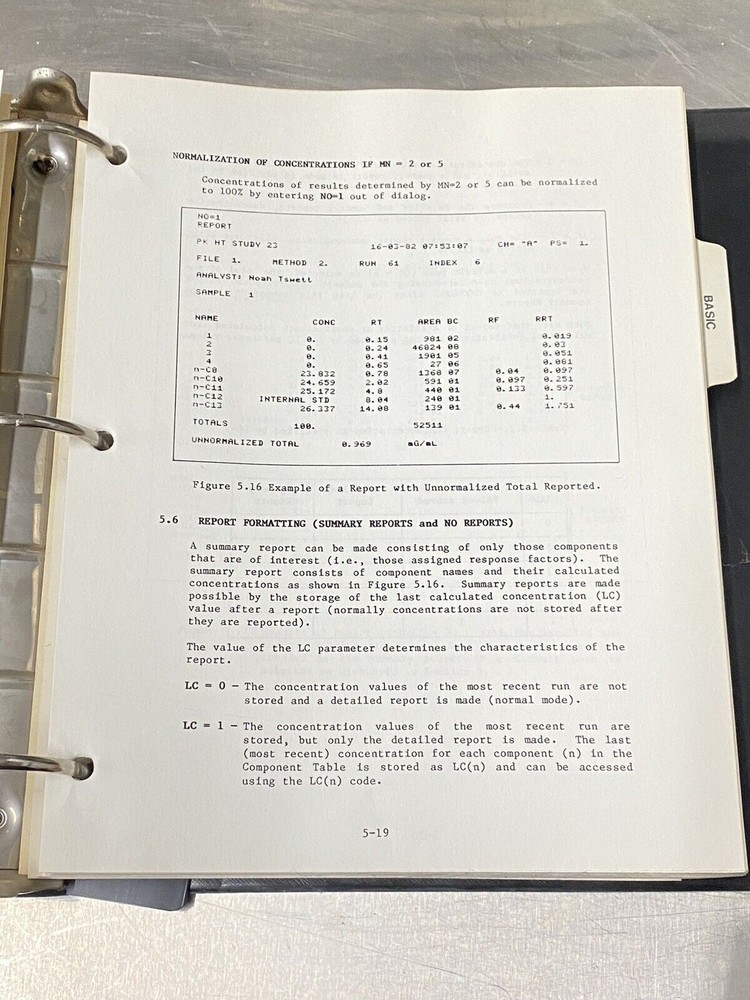 NORMALIZATION OF CONCENTRATIONS IF MN = 2 or 5
Concentrations of results determined by MN=2 or 5 can be normalized
to 100% by entering NO=1 out of dialog.
NO=1
REPORT
PK HT STUDY 23 16-03-82 07:53:07 CH= "A" PS= 1.
FILE 1. METHOD 2. RUN 61 INDEX 6
ANALYST: Noah Tswett
SAMPLE 1
NAME CONC RT AREA BC RF RRT
1 0. 0.15 981 02 0.019
2 0. 0.24 46824 08 0.03
3 0. 0.41 1901 05 0.051
4 0. 0.65 27 06 0.081
n-C8 23.832 0.78 1368 07 0.04 0.097
n-C10 24.659 2.02 591 01 0.097 0.251
n-C11 25.172 4.8 440 01 0.133 0.597
n-C12 INTERNAL STD 8.04 240 01 1.
n-C13 26.337 14.08 139 01 0.44 1.751
TOTALS 100. 52511
UNNORMALIZED TOTAL 0.969 mG/mL
Figure 5.16 Example of a Report with Unnormalized Total Reported.
5.6 REPORT FORMATTING (SUMMARY REPORTS and NO REPORTS)
A summary report can be made consisting of only those components
that are of interest (i.e., those assigned response factors). The
summary report consists of component names and their calculated
concentrations as shown in Figure 5.16. Summary reports are made
possible by the storage of the last calculated concentration (LC)
value after a report (normally concentrations are not stored after
they are reported).
The value of the LC parameter determines the characteristics of the
report.
LC = 0 - The concentration values of the most recent run are not
stored and a detailed report is made (normal mode).
LC = 1 - The concentration values of the most recent run are
stored, but only the detailed report is made. The last
(most recent) concentration for each component (n) in the
Component Table is stored as LC(n) and can be accessed
using the LC(n) code.
5-19
BASIC